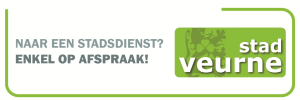 NAAR EEN STADSDIENST?
ENKEL OP AFSPRAAK!
stad
veurne